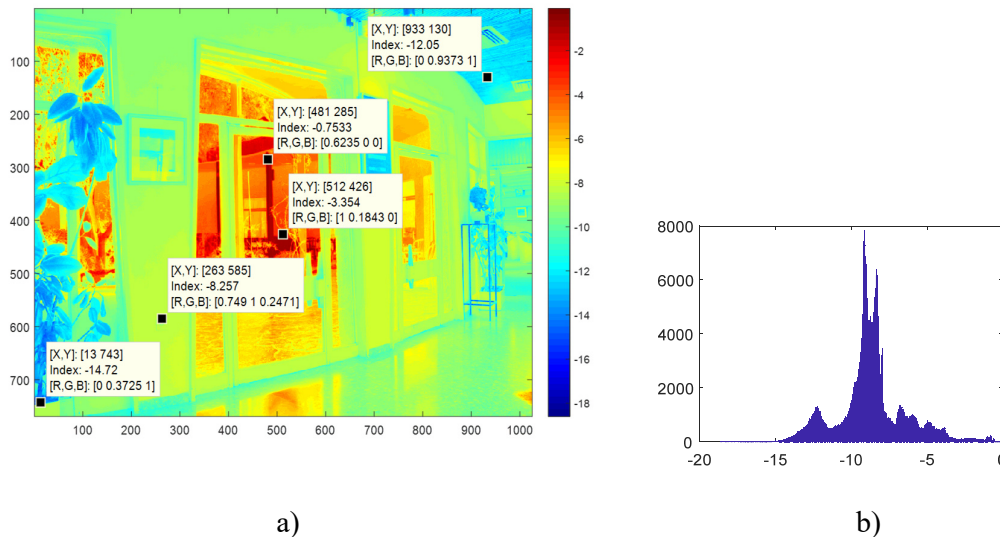 [X,Y]: [933 130]
Index: -12.05
[R,G,B]: [0 0.9373 1]
[X,Y]: [481 285]
Index: -0.7533
[R,G,B]: [0.6235 0 0]
[X,Y]: [512 426]
Index: -3.354
[R,G,B]: [1 0.1843 0]
[X,Y]: [263 585]
Index: -8.257
[R,G,B]: [0.749 1 0.2471]
[X,Y]: [13 743]
Index: -14.72
[R,G,B]: [0 0.3725 1]
100
200
300
400
500
600
700
100 200 300 400 500 600 700 800 900 1000
-2
-4
-6
-8
-10
-12
-14
-16
-18
a)
8000
6000
4000
2000
0
-20 -15 -10 -5 0
b)